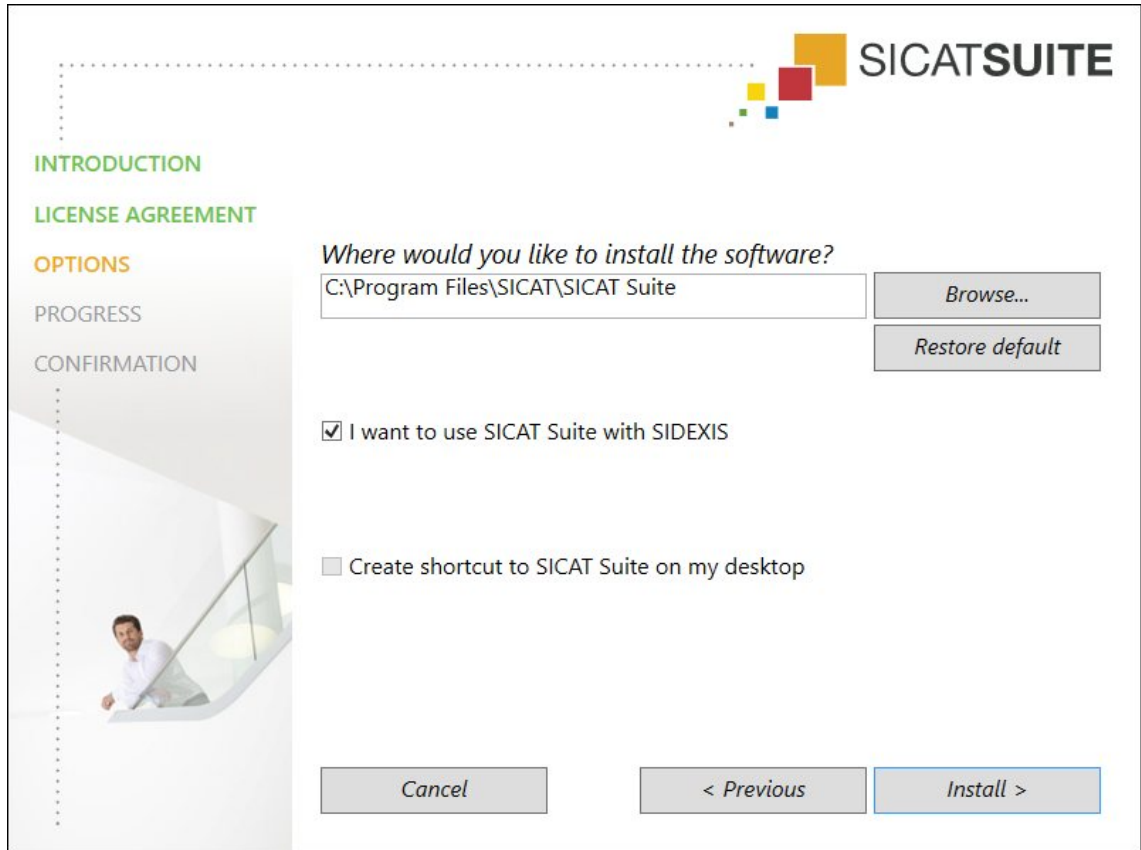 SICATSUITE
INTRODUCTION
LICENSE AGREEMENT
OPTIONS
PROGRESS
CONFIRMATION
Where would you like to install the software?
C:\Program Files\SICAT\SICAT Suite
Browse...
Restore default
I want to use SICAT Suite with SIDEXIS
Create shortcut to SICAT Suite on my desktop
Cancel
< Previous
Install >